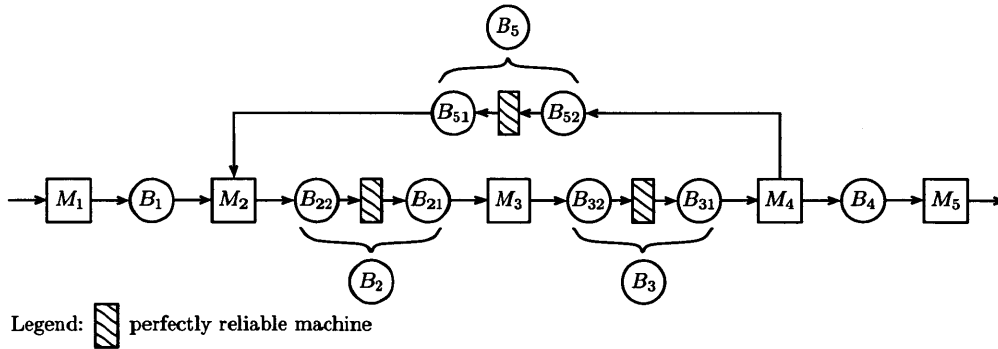 B5
B51 B52
M1 B1 M2 B22 B21 M3 B32 B31 M4 B4 M5
B2 B3
Legend: perfectly reliable machine